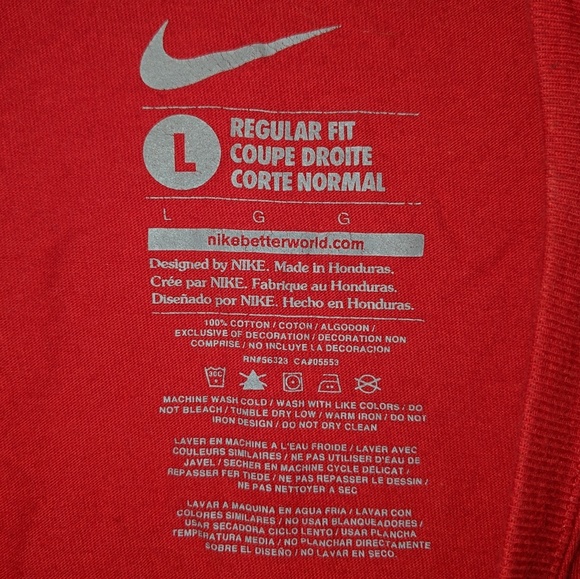 L
REGULAR FIT
COUPE DROITE
CORTE NORMAL
L G G
nikebetterworld.com
Designed by NIKE. Made in Honduras.
Crée par NIKE. Fabrique au Honduras.
Diseñado por NIKE. Hecho en Honduras.
100% COTTON / COTON / ALGODON /
EXCLUSIVE OF DECORATION / DECORATION NON
COMPRISE / NO INCLUYE LA DECORACION
RN#56323 CA#05553
MACHINE WASH COLD / WASH WITH LIKE COLORS / DO
NOT BLEACH / TUMBLE DRY LOW / WARM IRON / DO NOT
IRON DESIGN / DO NOT DRY CLEAN
LAVER EN MACHINE A L'EAU FROIDE / LAVER AVEC
COULEURS SIMILAIRES / NE PAS UTILISER D'EAU DE
JAVEL / SECHER EN MACHINE CYCLE DELICAT /
REPASSER FER TIEDE / NE PAS REPASSER LE DESSIN /
NE PAS NETTOYER A SEC
LAVAR A MAQUINA EN AGUA FRIA / LAVAR CON
COLORES SIMILARES / NO USAR BLANQUEADORES /
USAR SECADORA CICLO LENTO / USAR PLANCHA
TEMPERATURA MEDIA / NO PLANCHAR DIRECTAMENTE
SOBRE EL DISEÑO / NO LAVAR EN SECO.